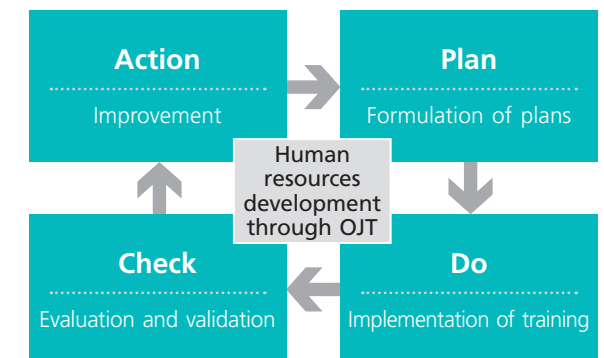 Action
Improvement
Plan
Formulation of plans
Human
resources
development
through OJT
Check
Evaluation and validation
Do
Implementation of training